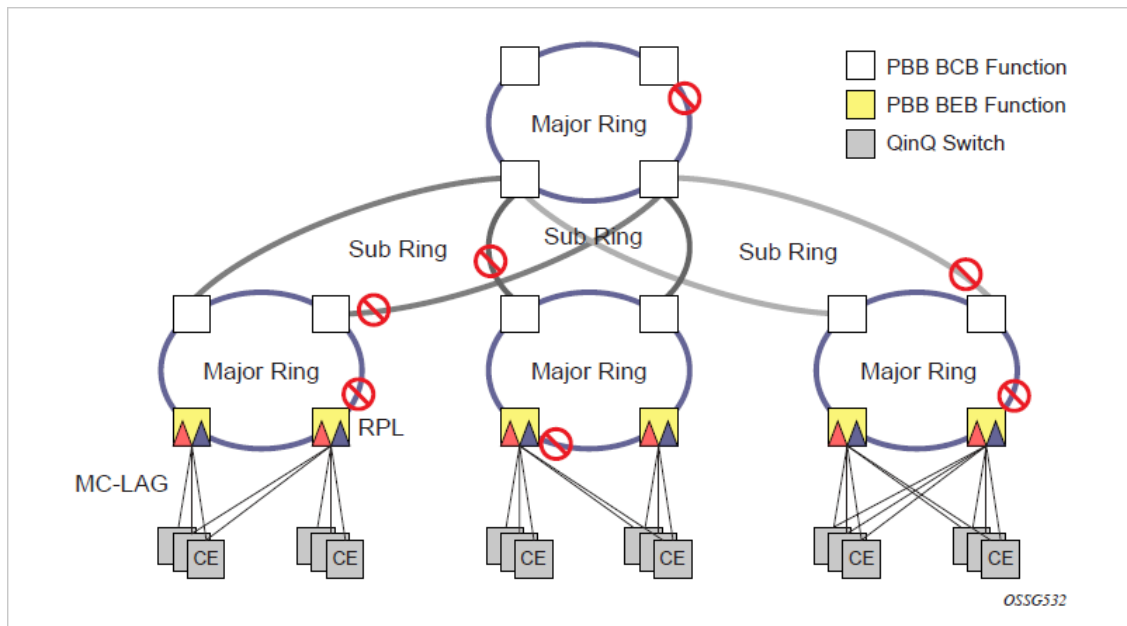 PBB BCB Function
PBB BEB Function
QinQ Switch
Major Ring
Sub Ring
Sub Ring
Sub Ring
Major Ring
Major Ring
Major Ring
RPL
MC-LAG
CE
CE
CE
CE
CE
CE
OSSG532